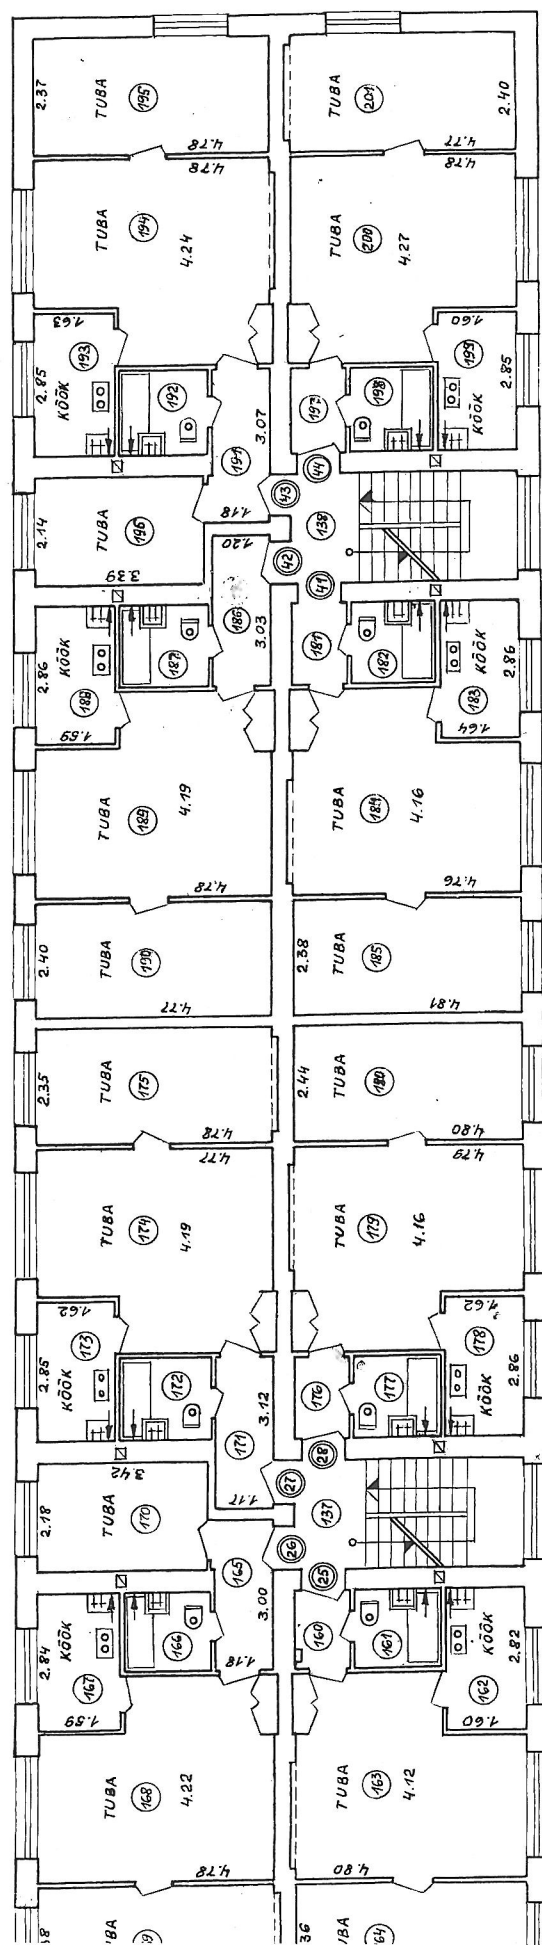 2.37 TUBA 195 4.78
TUBA 201 2.40 4.77
4.78 TUBA 194 4.24
4.78 TUBA 200 4.27
1.63 193 2.85 KÖÖK
192
191 3.07 1.18
197
198
1.60 199 2.85 KÖÖK
44
43
138
2.14 TUBA 196 3.39
1.20
42
41
186 3.03
187
2.86 KÖÖK 188 1.59
181
182
KÖÖK 2.86 183 1.64
TUBA 189 4.19 4.78
TUBA 184 4.16 4.76
2.40 TUBA 190 4.77
2.38 TUBA 185 4.81
2.35 TUBA 175 4.78
2.44 TUBA 180 4.80
4.77 TUBA 174 4.19
4.79 TUBA 179 4.16
1.62 173 2.85 KÖÖK
172
171 3.12 1.17
176
177
1.62 178 2.86 KÖÖK
28
27
137
3.42 2.18 TUBA 170
26
25
165 3.00 1.18
166
2.84 KÖÖK 167 1.59
160
161
KÖÖK 2.82 162 1.60
TUBA 168 4.22 4.78
TUBA 163 4.12 4.80